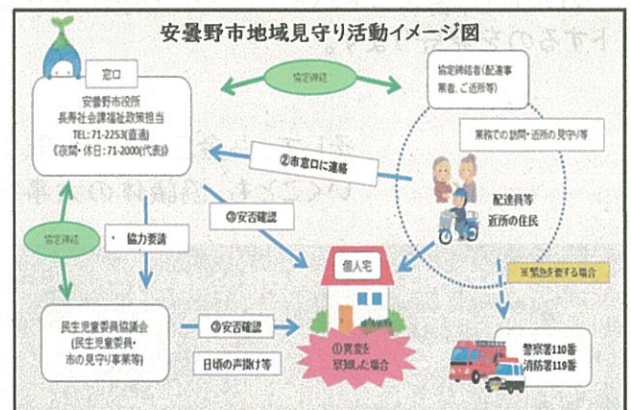 安曇野市地域見守り活動イメージ図
窓口
安曇野市役所
長寿社会課福祉政策担当
TEL：71-2253(直通)
《夜間・休日：71-2000(代表)》
協定締結
協定締結者(配達事
業者、ご近所等)
業務での訪問・近所の見守り等
②市窓口に連絡
配達員等
近所の住民
③安否確認
協定締結
・ 協力要請
個人宅
※緊急を要する場合
民生児童委員協議会
(民生児童委員・
市の見守り事業等)
③安否確認
日頃の声掛け等
①異変を
察知した場合
警察署110番
消防署119番